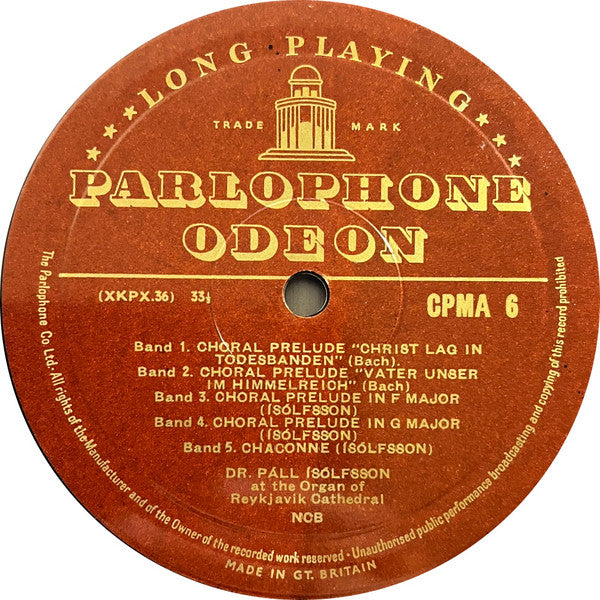 ★★★★LONG PLAYING★★★★
TRADE MARK
PARLOPHONE
ODEON
(XKPX.36) 33⅓
CPMA 6
Band 1. CHORAL PRELUDE "CHRIST LAG IN
TODESBANDEN" (Bach).
Band 2. CHORAL PRELUDE "VATER UNSER
IM HIMMELREICH" (Bach)
Band 3. CHORAL PRELUDE IN F MAJOR
(ÍSÓLFSSON)
Band 4. CHORAL PRELUDE IN G MAJOR
(ÍSÓLFSSON)
Band 5. CHACONNE (ÍSÓLFSSON)
DR. PÁLL ÍSÓLFSSON
at the Organ of
Reykjavik Cathedral
NCB
The Parlophone Co Ltd. All rights of the Manufacturer and of the Owner of the recorded work reserved · Unauthorised public performance broadcasting and copying of this record prohibited
MADE IN GT. BRITAIN